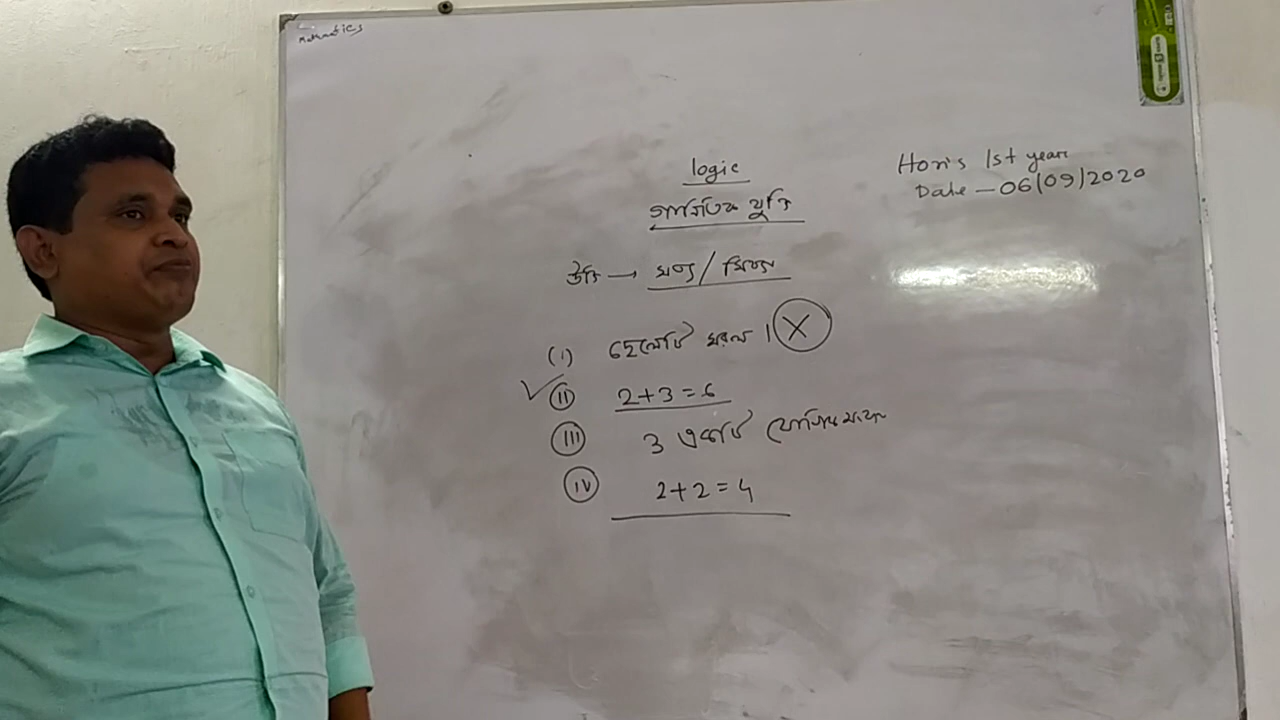 Mathematics
logic
গাণিতিক যুক্তি
Hon's 1st year
Date – 06/09/2020
উক্তি → সত্য / মিথ্যা
(i) ছেলেটি সরল । X
✓ (ii) 2+3=6
(iii) 3 একটি মৌলিক সংখ্যা
(iv) 2+2=4